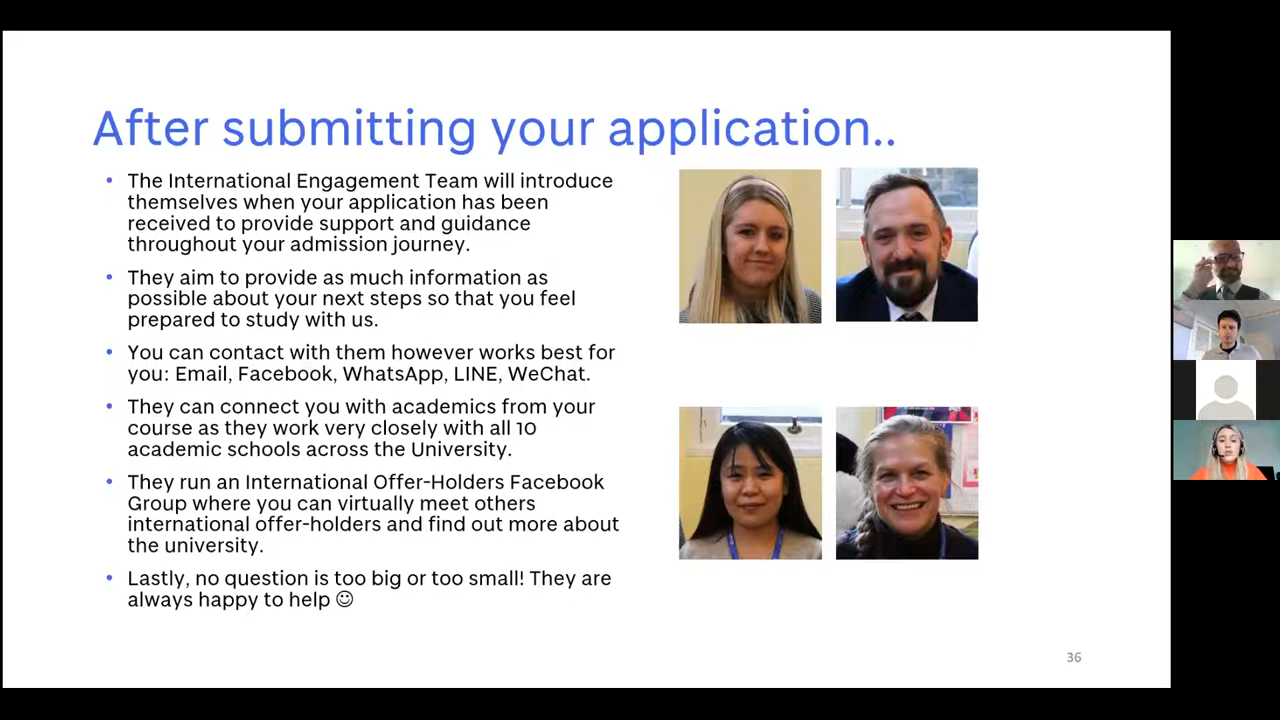 After submitting your application..
• The International Engagement Team will introduce
themselves when your application has been
received to provide support and guidance
throughout your admission journey.
• They aim to provide as much information as
possible about your next steps so that you feel
prepared to study with us.
• You can contact with them however works best for
you: Email, Facebook, WhatsApp, LINE, WeChat.
• They can connect you with academics from your
course as they work very closely with all 10
academic schools across the University.
• They run an International Offer-Holders Facebook
Group where you can virtually meet others
international offer-holders and find out more about
the university.
• Lastly, no question is too big or too small! They are
always happy to help ☺
36